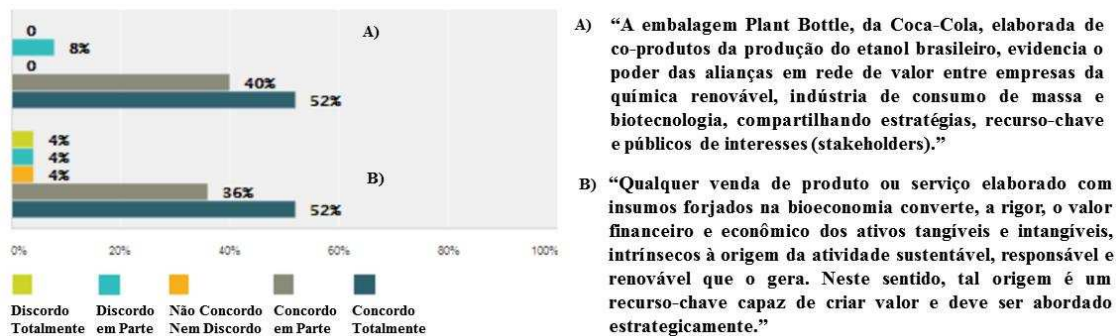 0
A)
8%
0
40%
52%
4%
4%
4%
B)
36%
52%
0%
20%
40%
60%
80%
100%
Discordo Totalmente
Discordo em Parte
Não Concordo Nem Discordo
Concordo em Parte
Concordo Totalmente
A) “A embalagem Plant Bottle, da Coca-Cola, elaborada de
co-produtos da produção do etanol brasileiro, evidencia o
poder das alianças em rede de valor entre empresas da
química renovável, indústria de consumo de massa e
biotecnologia, compartilhando estratégias, recurso-chave
e públicos de interesses (stakeholders).”
B) “Qualquer venda de produto ou serviço elaborado com
insumos forjados na bioeconomia converte, a rigor, o valor
financeiro e econômico dos ativos tangíveis e intangíveis,
intrínsecos à origem da atividade sustentável, responsável e
renovável que o gera. Neste sentido, tal origem é um
recurso-chave capaz de criar valor e deve ser abordado
estrategicamente.”